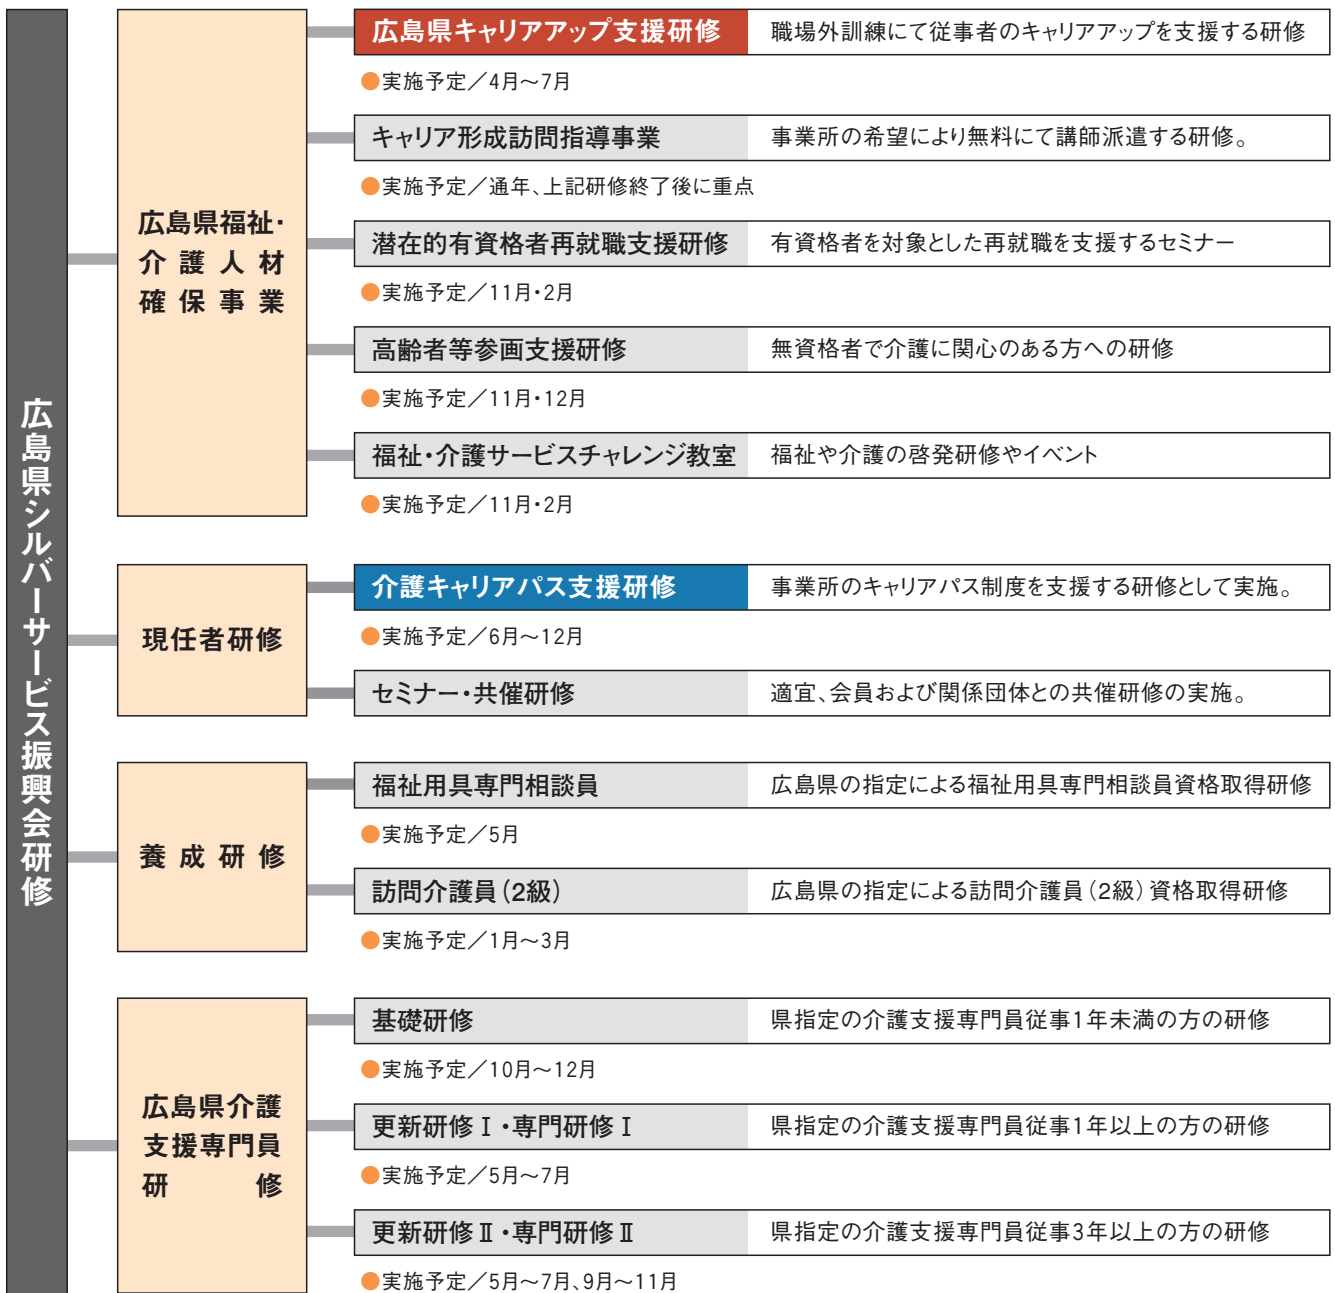 広島県シルバーサービス振興会研修
広島県福祉・
介護人材
確保事業
広島県キャリアアップ支援研修
職場外訓練にて従事者のキャリアアップを支援する研修
●実施予定／4月〜7月
キャリア形成訪問指導事業
事業所の希望により無料にて講師派遣する研修。
●実施予定／通年、上記研修終了後に重点
潜在的有資格者再就職支援研修
有資格者を対象とした再就職を支援するセミナー
●実施予定／11月・2月
高齢者等参画支援研修
無資格者で介護に関心のある方への研修
●実施予定／11月・12月
福祉・介護サービスチャレンジ教室
福祉や介護の啓発研修やイベント
●実施予定／11月・2月
現任者研修
介護キャリアパス支援研修
事業所のキャリアパス制度を支援する研修として実施。
●実施予定／6月〜12月
セミナー・共催研修
適宜、会員および関係団体との共催研修の実施。
養成研修
福祉用具専門相談員
広島県の指定による福祉用具専門相談員資格取得研修
●実施予定／5月
訪問介護員（2級）
広島県の指定による訪問介護員（2級）資格取得研修
●実施予定／1月〜3月
広島県介護
支援専門員
研修
基礎研修
県指定の介護支援専門員従事1年未満の方の研修
●実施予定／10月〜12月
更新研修Ⅰ・専門研修Ⅰ
県指定の介護支援専門員従事1年以上の方の研修
●実施予定／5月〜7月
更新研修Ⅱ・専門研修Ⅱ
県指定の介護支援専門員従事3年以上の方の研修
●実施予定／5月〜7月、9月〜11月